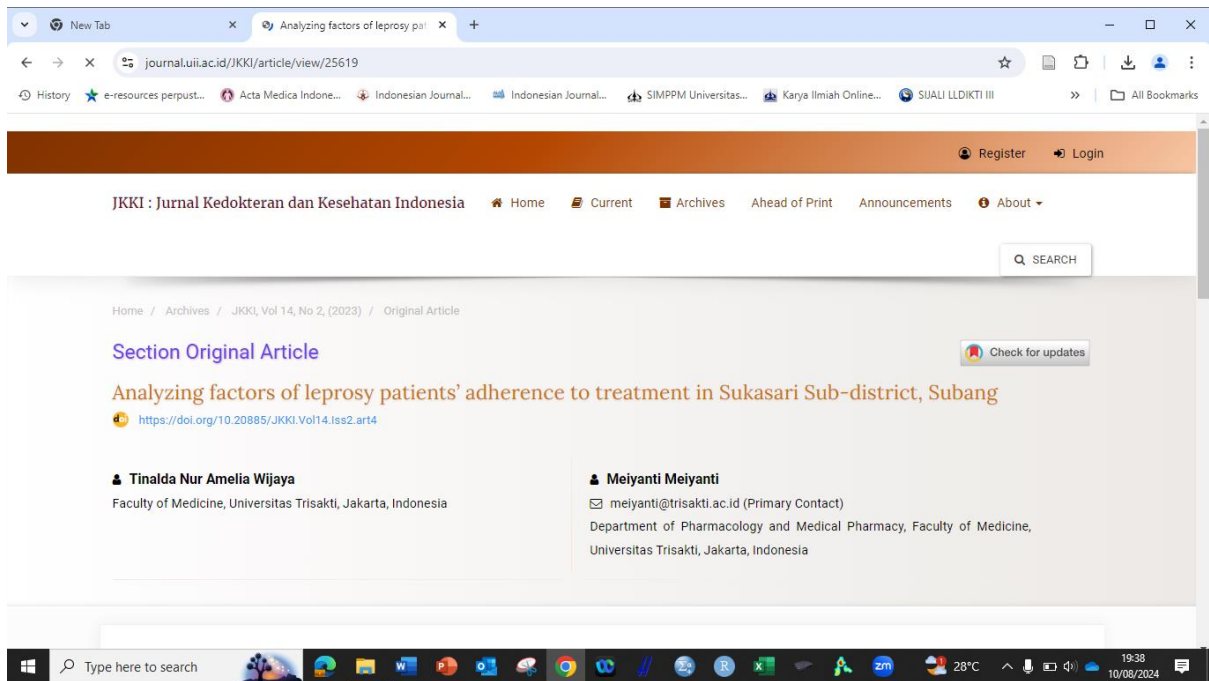 New Tab
Analyzing factors of leprosy pat
journal.uii.ac.id/JKKI/article/view/25619
History e-resources perpust... Acta Medica Indone... Indonesian Journal... Indonesian Journal... SIMPPM Universitas... Karya Ilmiah Online... SIJALI LLDIKTI III » All Bookmarks
Register Login
JKKI : Jurnal Kedokteran dan Kesehatan Indonesia Home Current Archives Ahead of Print Announcements About
SEARCH
Home / Archives / JKKI, Vol 14, No 2, (2023) / Original Article
Section Original Article
Check for updates
Analyzing factors of leprosy patients’ adherence to treatment in Sukasari Sub-district, Subang
https://doi.org/10.20885/JKKI.Vol14.Iss2.art4
Tinalda Nur Amelia Wijaya
Faculty of Medicine, Universitas Trisakti, Jakarta, Indonesia
Meiyanti Meiyanti
meiyanti@trisakti.ac.id (Primary Contact)
Department of Pharmacology and Medical Pharmacy, Faculty of Medicine,
Universitas Trisakti, Jakarta, Indonesia
Type here to search
zm
28°C
19:38
10/08/2024